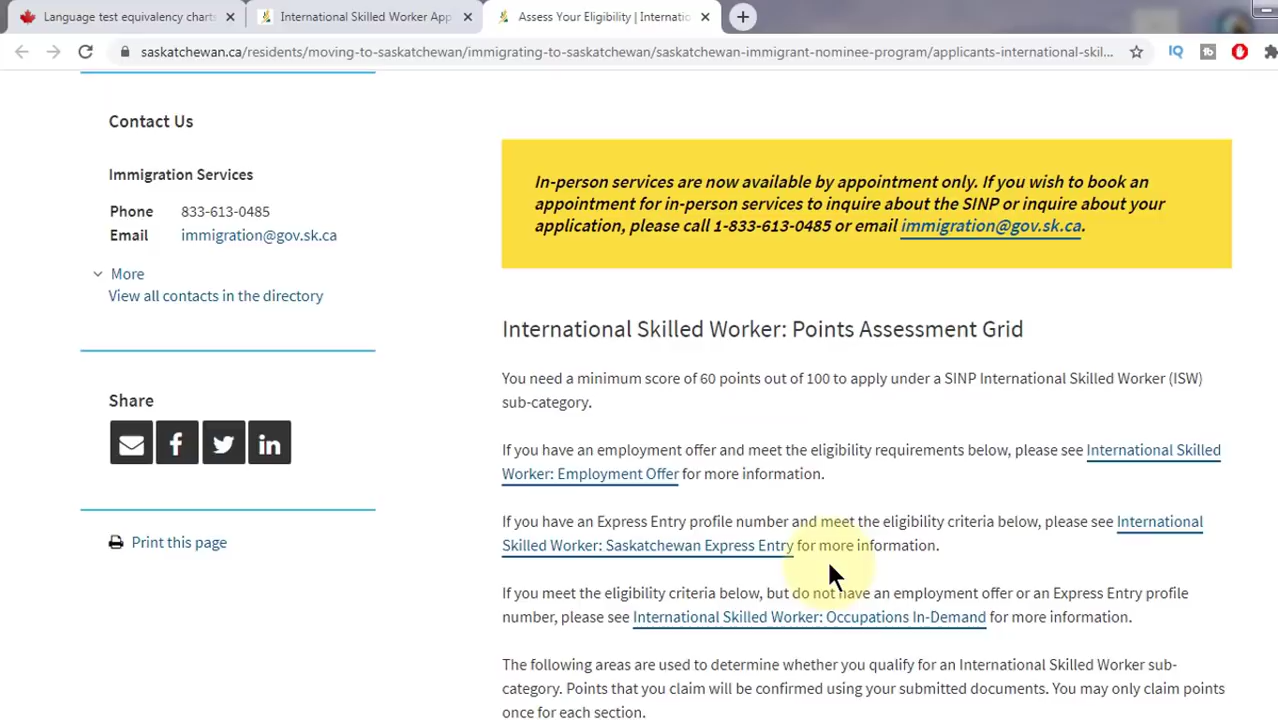 Language test equivalency charts
International Skilled Worker App
Assess Your Eligibility | Internatio
saskatchewan.ca/residents/moving-to-saskatchewan/immigrating-to-saskatchewan/saskatchewan-immigrant-nominee-program/applicants-international-skil...
IQ
Contact Us
Immigration Services
Phone 833-613-0485
Email immigration@gov.sk.ca
More
View all contacts in the directory
Share
Print this page
In-person services are now available by appointment only. If you wish to book an
appointment for in-person services to inquire about the SINP or inquire about your
application, please call 1-833-613-0485 or email immigration@gov.sk.ca.
International Skilled Worker: Points Assessment Grid
You need a minimum score of 60 points out of 100 to apply under a SINP International Skilled Worker (ISW)
sub-category.
If you have an employment offer and meet the eligibility requirements below, please see International Skilled
Worker: Employment Offer for more information.
If you have an Express Entry profile number and meet the eligibility criteria below, please see International
Skilled Worker: Saskatchewan Express Entry for more information.
If you meet the eligibility criteria below, but do not have an employment offer or an Express Entry profile
number, please see International Skilled Worker: Occupations In-Demand for more information.
The following areas are used to determine whether you qualify for an International Skilled Worker sub-
category. Points that you claim will be confirmed using your submitted documents. You may only claim points
once for each section.